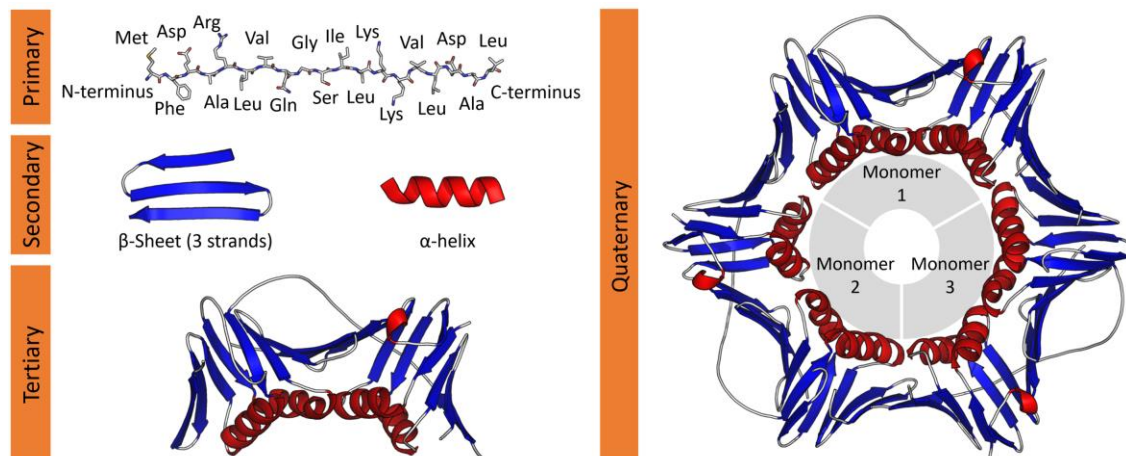 Primary
Met Asp Arg Val Gly Ile Lys Val Asp Leu
N-terminus C-terminus
Phe Ala Leu Gln Ser Leu Lys Leu Ala
Secondary
β-Sheet (3 strands) α-helix
Tertiary
Quaternary
Monomer
1
Monomer
2
Monomer
3